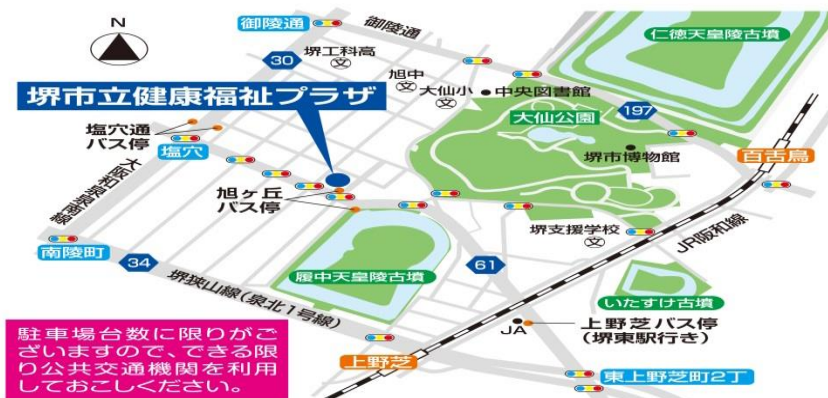 御陵通
御陵通
仁徳天皇陵古墳
30
堺工科高
文
旭中
文
大仙小
文
中央図書館
197
堺市立健康福祉プラザ
大仙公園
塩穴通
バス停
塩穴
堺市博物館
百舌鳥
大阪和泉泉南線
旭ヶ丘
バス停
堺支援学校
文
JR阪和線
南陵町
34
61
履中天皇陵古墳
堺狭山線(泉北1号線)
いたすけ古墳
JA
上野芝バス停
(堺東駅行き)
上野芝
東上野芝町2丁
駐車場台数に限りがご
ざいますので、できる限
り公共交通機関を利用
しておこしください。
N